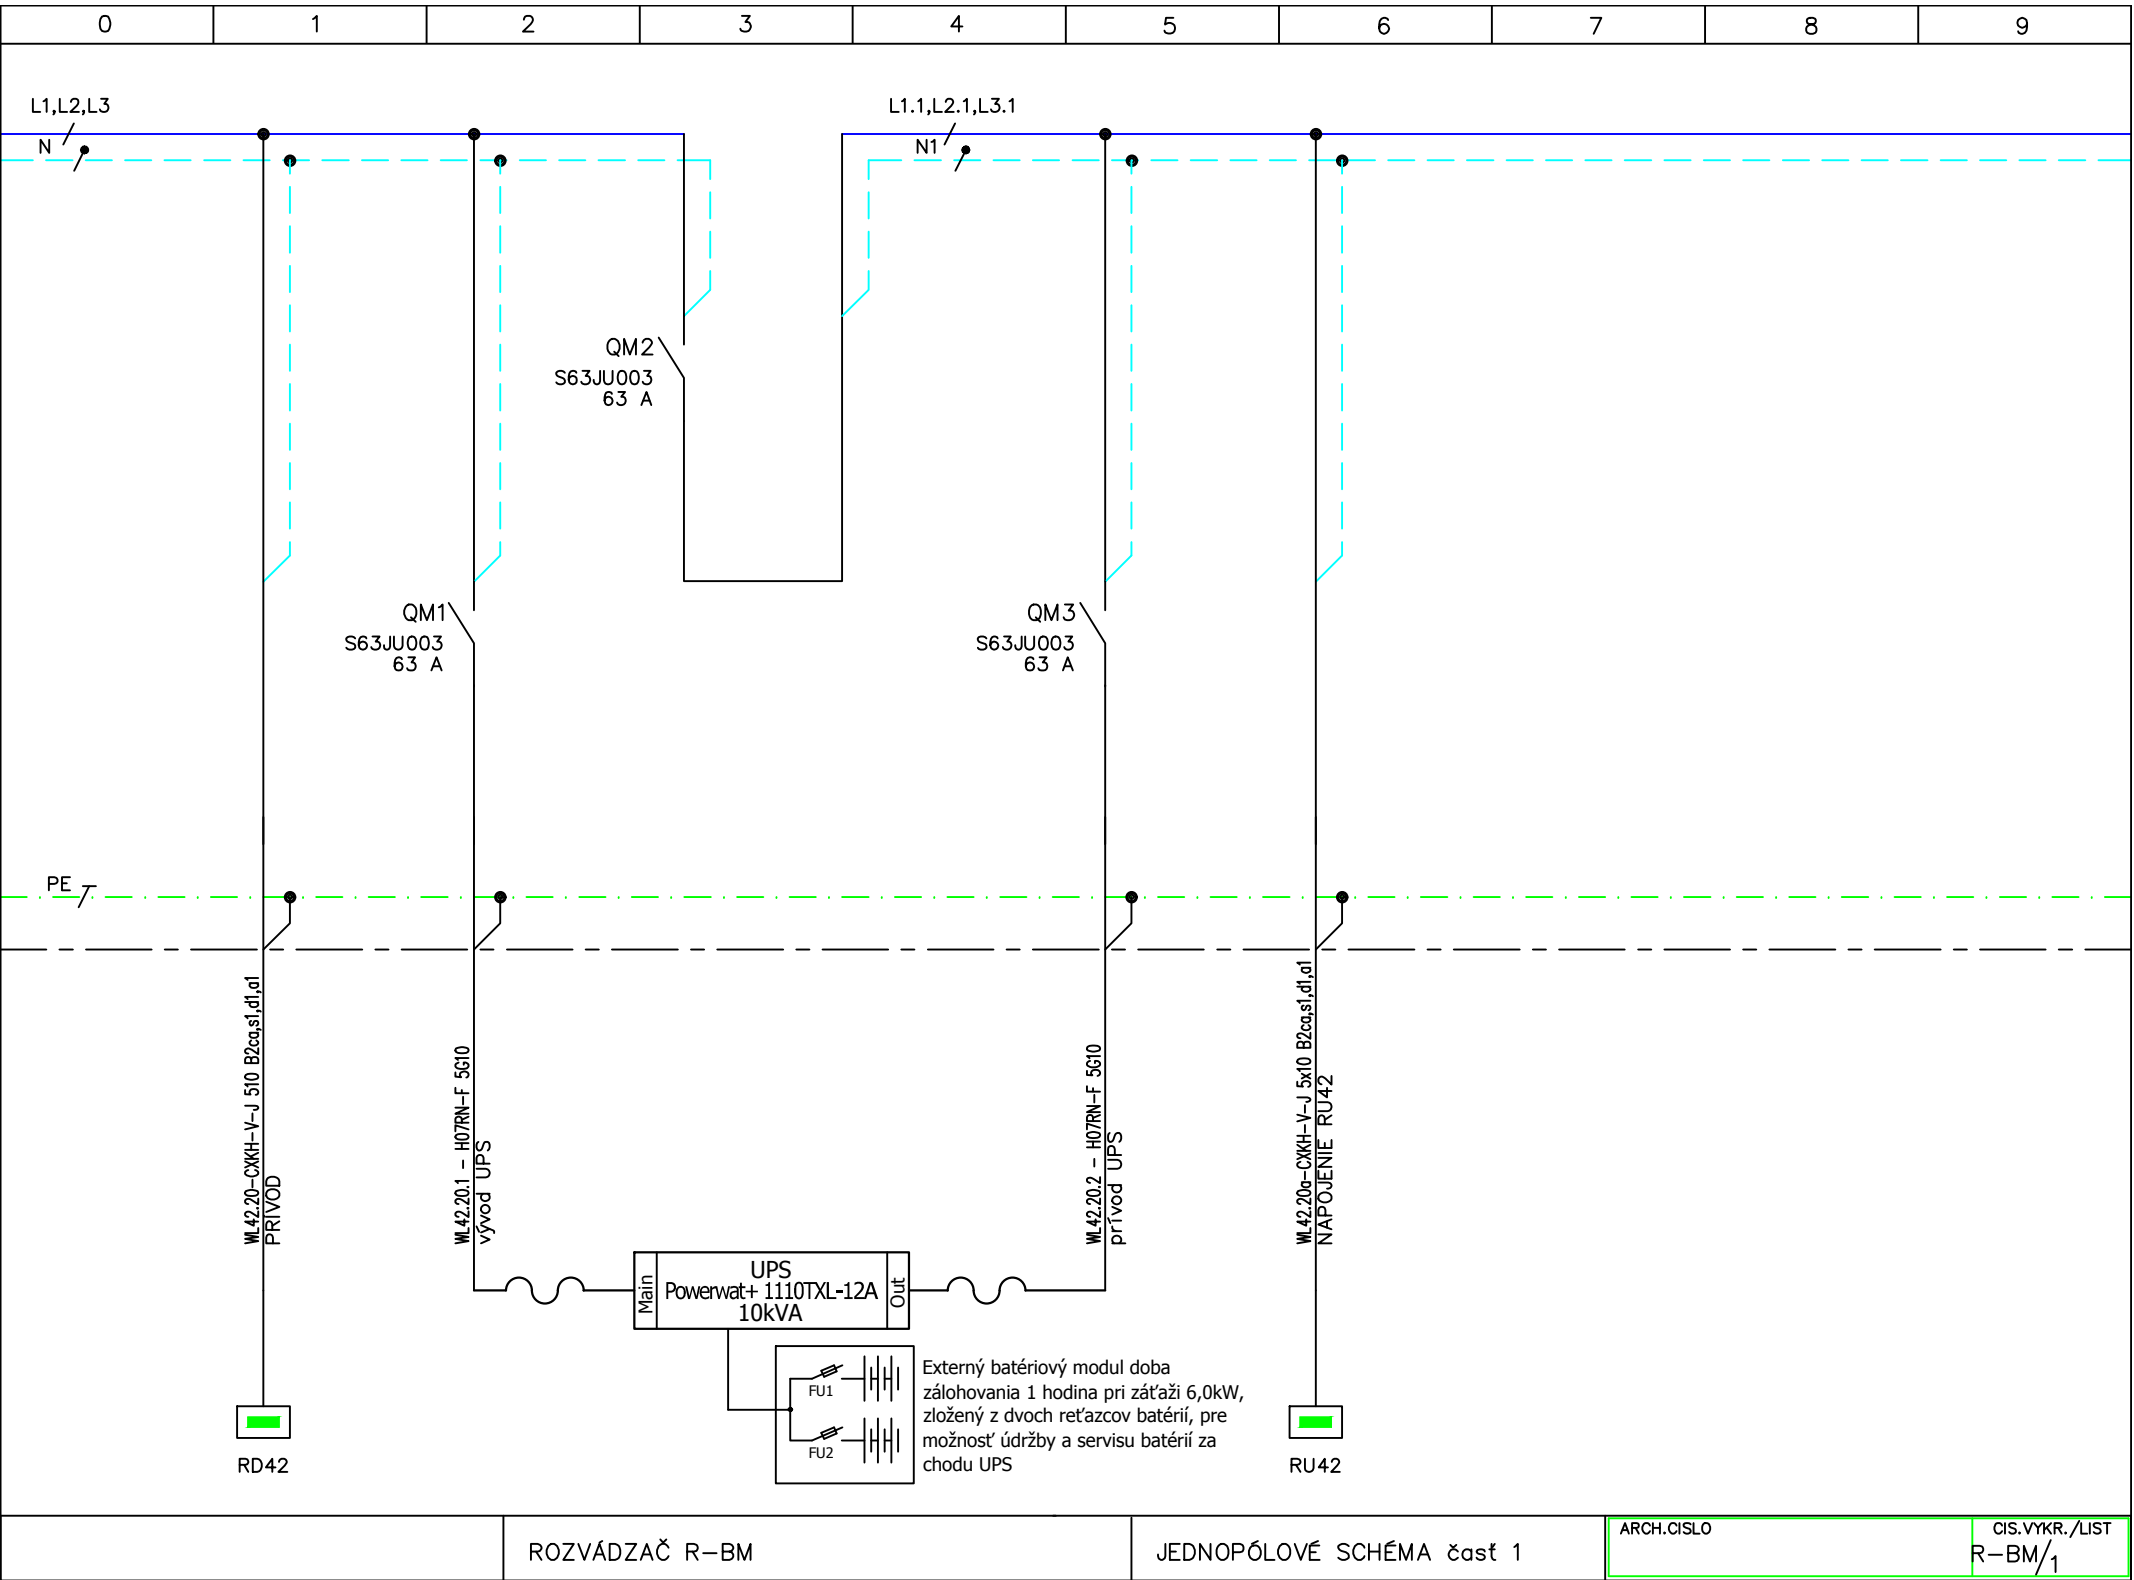 0 1 2 3 4 5 6 7 8 9
L1,L2,L3
N
L1.1,L2.1,L3.1
N1
QM2
S63JU003
63 A
QM1
S63JU003
63 A
QM3
S63JU003
63 A
PE
WL42.20-CXKH-V-J 510 B2ca,s1,d1,a1
PRÍVOD
WL42.20.1 - H07RN-F 5G10
vývod UPS
WL42.20.2 - H07RN-F 5G10
prívod UPS
WL42.20a-CXKH-V-J 5x10 B2ca,s1,d1,a1
NAPOJENIE RU42
Main
UPS
Powerwat+ 1110TXL-12A
10kVA
Out
FU1
FU2
Externý batériový modul doba
zálohovania 1 hodina pri záťaži 6,0kW,
zložený z dvoch reťazcov batérií, pre
možnosť údržby a servisu batérií za
chodu UPS
RD42
RU42
ROZVÁDZAČ R-BM
JEDNOPÓLOVÉ SCHÉMA časť 1
ARCH.CISLO
CIS.VYKR./LIST
R-BM/1